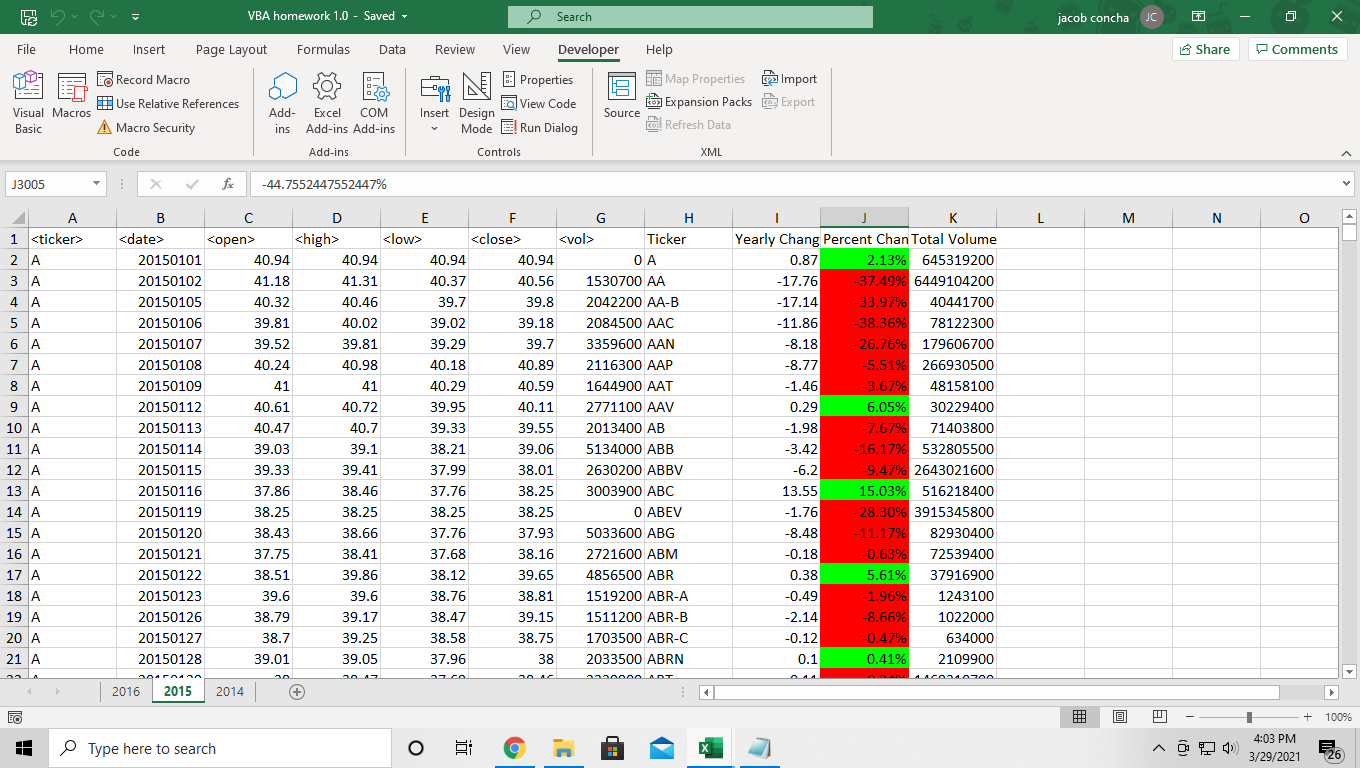 VBA homework 1.0 - Saved
Search
jacob concha JC
File Home Insert Page Layout Formulas Data Review View Developer Help Share Comments
Visual Basic
Macros
Record Macro
Use Relative References
Macro Security
Code
Add-ins
Excel Add-ins
COM Add-ins
Add-ins
Insert
Design Mode
Properties
View Code
Run Dialog
Controls
Source
Map Properties
Expansion Packs
Refresh Data
Import
Export
XML
J3005 fx -44.7552447552447%
A B C D E F G H I J K L M N O
1 <ticker> <date> <open> <high> <low> <close> <vol> Ticker Yearly Chang Percent Chan Total Volume
2 A 20150101 40.94 40.94 40.94 40.94 0 A 0.87 2.13% 645319200
3 A 20150102 41.18 41.31 40.37 40.56 1530700 AA -17.76 -37.49% 6449104200
4 A 20150105 40.32 40.46 39.7 39.8 2042200 AA-B -17.14 -33.97% 40441700
5 A 20150106 39.81 40.02 39.02 39.18 2084500 AAC -11.86 -38.36% 78122300
6 A 20150107 39.52 39.81 39.29 39.7 3359600 AAN -8.18 -26.76% 179606700
7 A 20150108 40.24 40.98 40.18 40.89 2116300 AAP -8.77 -5.51% 266930500
8 A 20150109 41 41 40.29 40.59 1644900 AAT -1.46 -3.67% 48158100
9 A 20150112 40.61 40.72 39.95 40.11 2771100 AAV 0.29 6.05% 30229400
10 A 20150113 40.47 40.7 39.33 39.55 2013400 AB -1.98 -7.67% 71403800
11 A 20150114 39.03 39.1 38.21 39.06 5134000 ABB -3.42 -16.17% 532805500
12 A 20150115 39.33 39.41 37.99 38.01 2630200 ABBV -6.2 -9.47% 2643021600
13 A 20150116 37.86 38.46 37.76 38.25 3003900 ABC 13.55 15.03% 516218400
14 A 20150119 38.25 38.25 38.25 38.25 0 ABEV -1.76 -28.30% 3915345800
15 A 20150120 38.43 38.66 37.76 37.93 5033600 ABG -8.48 -11.17% 82930400
16 A 20150121 37.75 38.41 37.68 38.16 2721600 ABM -0.18 -0.63% 72539400
17 A 20150122 38.51 39.86 38.12 39.65 4856500 ABR 0.38 5.61% 37916900
18 A 20150123 39.6 39.6 38.76 38.81 1519200 ABR-A -0.49 -1.96% 1243100
19 A 20150126 38.79 39.17 38.47 39.15 1511200 ABR-B -2.14 -8.66% 1022000
20 A 20150127 38.7 39.25 38.58 38.75 1703500 ABR-C -0.12 -0.47% 634000
21 A 20150128 39.01 39.05 37.96 38 2033500 ABRN 0.1 0.41% 2109900
2016 2015 2014
100%
Type here to search
4:03 PM
3/29/2021
26